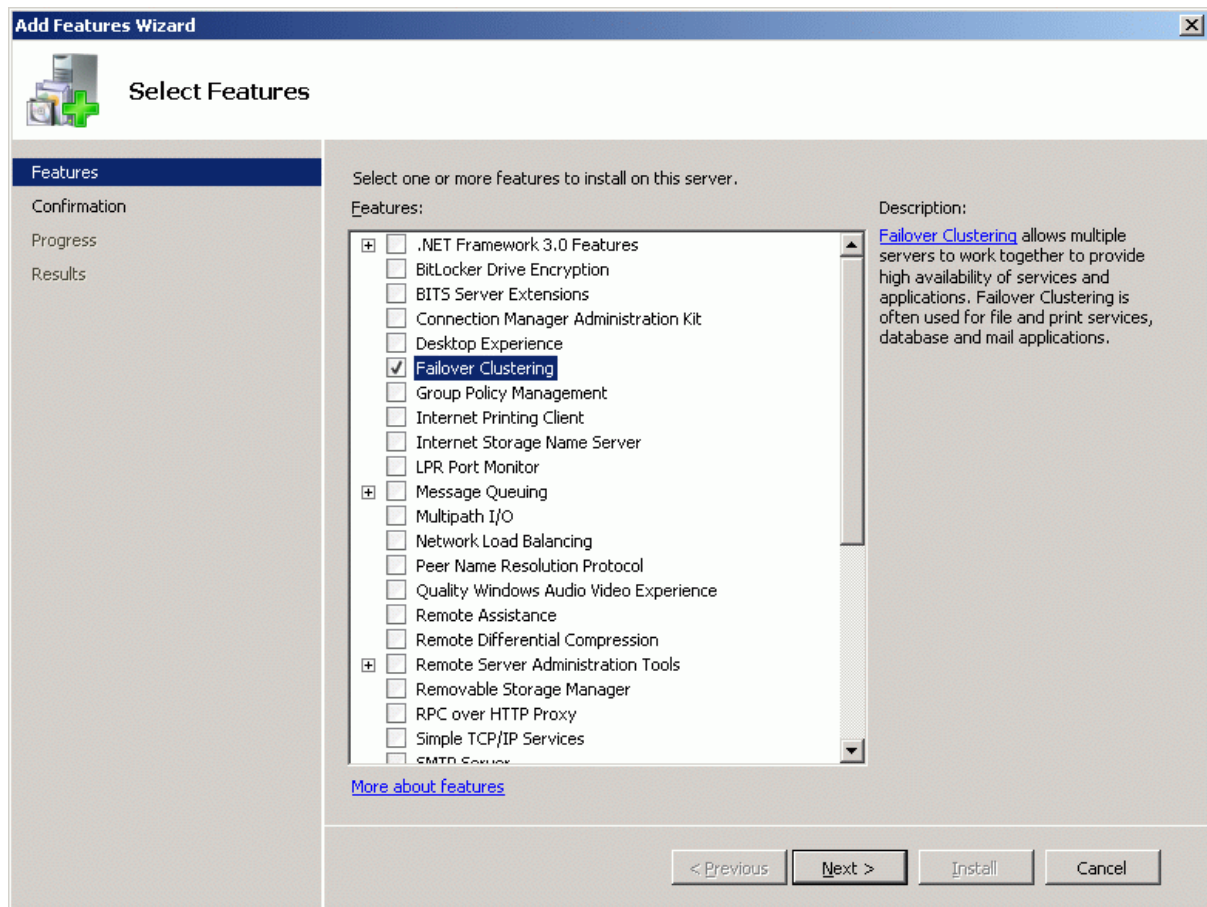 Add Features Wizard
Select Features
Features
Confirmation
Progress
Results
Select one or more features to install on this server.
Features:
.NET Framework 3.0 Features
BitLocker Drive Encryption
BITS Server Extensions
Connection Manager Administration Kit
Desktop Experience
Failover Clustering
Group Policy Management
Internet Printing Client
Internet Storage Name Server
LPR Port Monitor
Message Queuing
Multipath I/O
Network Load Balancing
Peer Name Resolution Protocol
Quality Windows Audio Video Experience
Remote Assistance
Remote Differential Compression
Remote Server Administration Tools
Removable Storage Manager
RPC over HTTP Proxy
Simple TCP/IP Services
SMTP Server
More about features
Description:
Failover Clustering allows multiple
servers to work together to provide
high availability of services and
applications. Failover Clustering is
often used for file and print services,
database and mail applications.
< Previous
Next >
Install
Cancel